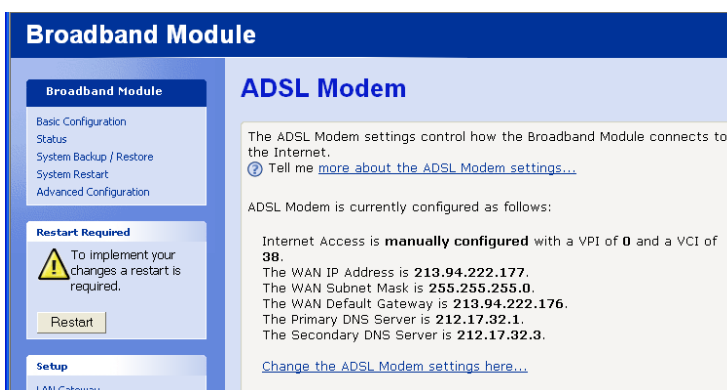 Broadband Module
Broadband Module
Basic Configuration
Status
System Backup / Restore
System Restart
Advanced Configuration
Restart Required
To implement your
changes a restart is
required.
Restart
Setup
LAN Gateway
ADSL Modem
The ADSL Modem settings control how the Broadband Module connects to
the Internet.
Tell me more about the ADSL Modem settings...
ADSL Modem is currently configured as follows:
Internet Access is manually configured with a VPI of 0 and a VCI of
38.
The WAN IP Address is 213.94.222.177.
The WAN Subnet Mask is 255.255.255.0.
The WAN Default Gateway is 213.94.222.176.
The Primary DNS Server is 212.17.32.1.
The Secondary DNS Server is 212.17.32.3.
Change the ADSL Modem settings here...